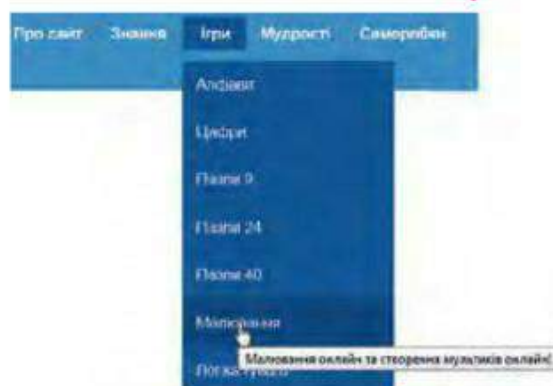 Про сайт Знання Ігри Мудрості Саморобки
Алфавит
Цифри
Пазли 9
Пазли 24
Пазли 40
Малювання
Малювання онлайн та створення мультиків онлайн!